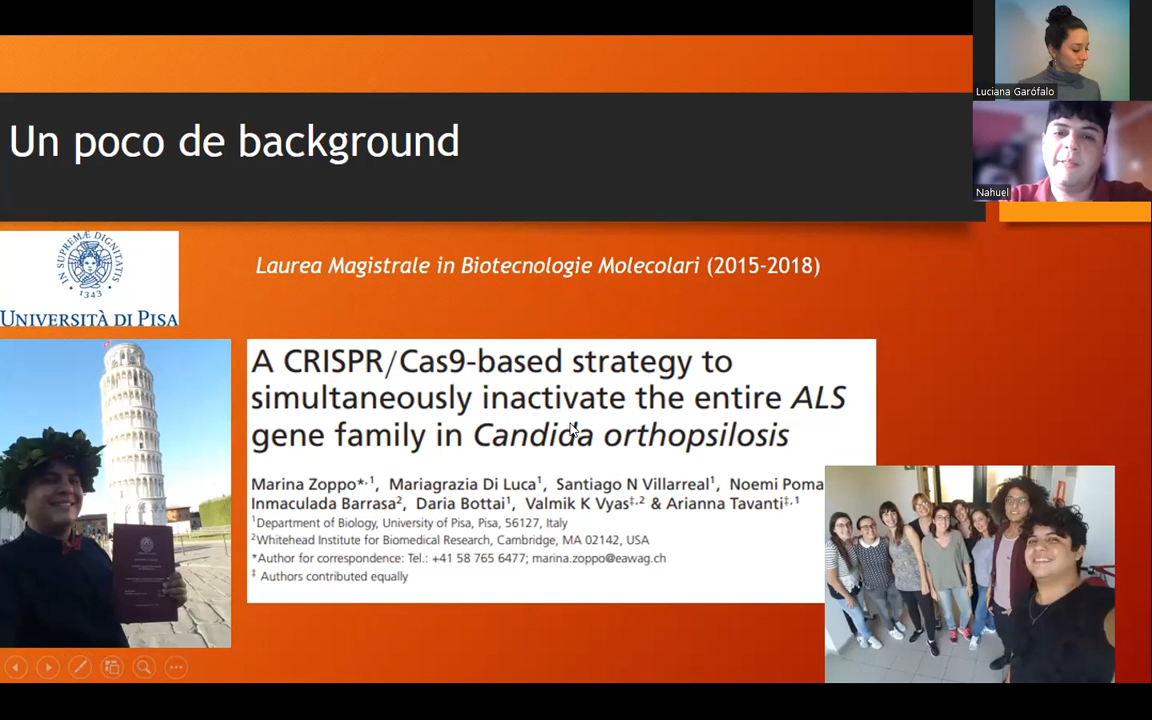 Luciana Garófalo
Un poco de background
Nahuel
IN SUPREMÆ DIGNITATIS
1343
UNIVERSITÀ DI PISA
Laurea Magistrale in Biotecnologie Molecolari (2015-2018)
A CRISPR/Cas9-based strategy to
simultaneously inactivate the entire ALS
gene family in Candida orthopsilosis
Marina Zoppo*,1, Mariagrazia Di Luca1, Santiago N Villarreal1, Noemi Poma
Inmaculada Barrasa2, Daria Bottai1, Valmik K Vyas‡,2 & Arianna Tavanti‡,1
1Department of Biology, University of Pisa, Pisa, 56127, Italy
2Whitehead Institute for Biomedical Research, Cambridge, MA 02142, USA
*Author for correspondence: Tel.: +41 58 765 6477; marina.zoppo@eawag.ch
‡ Authors contributed equally